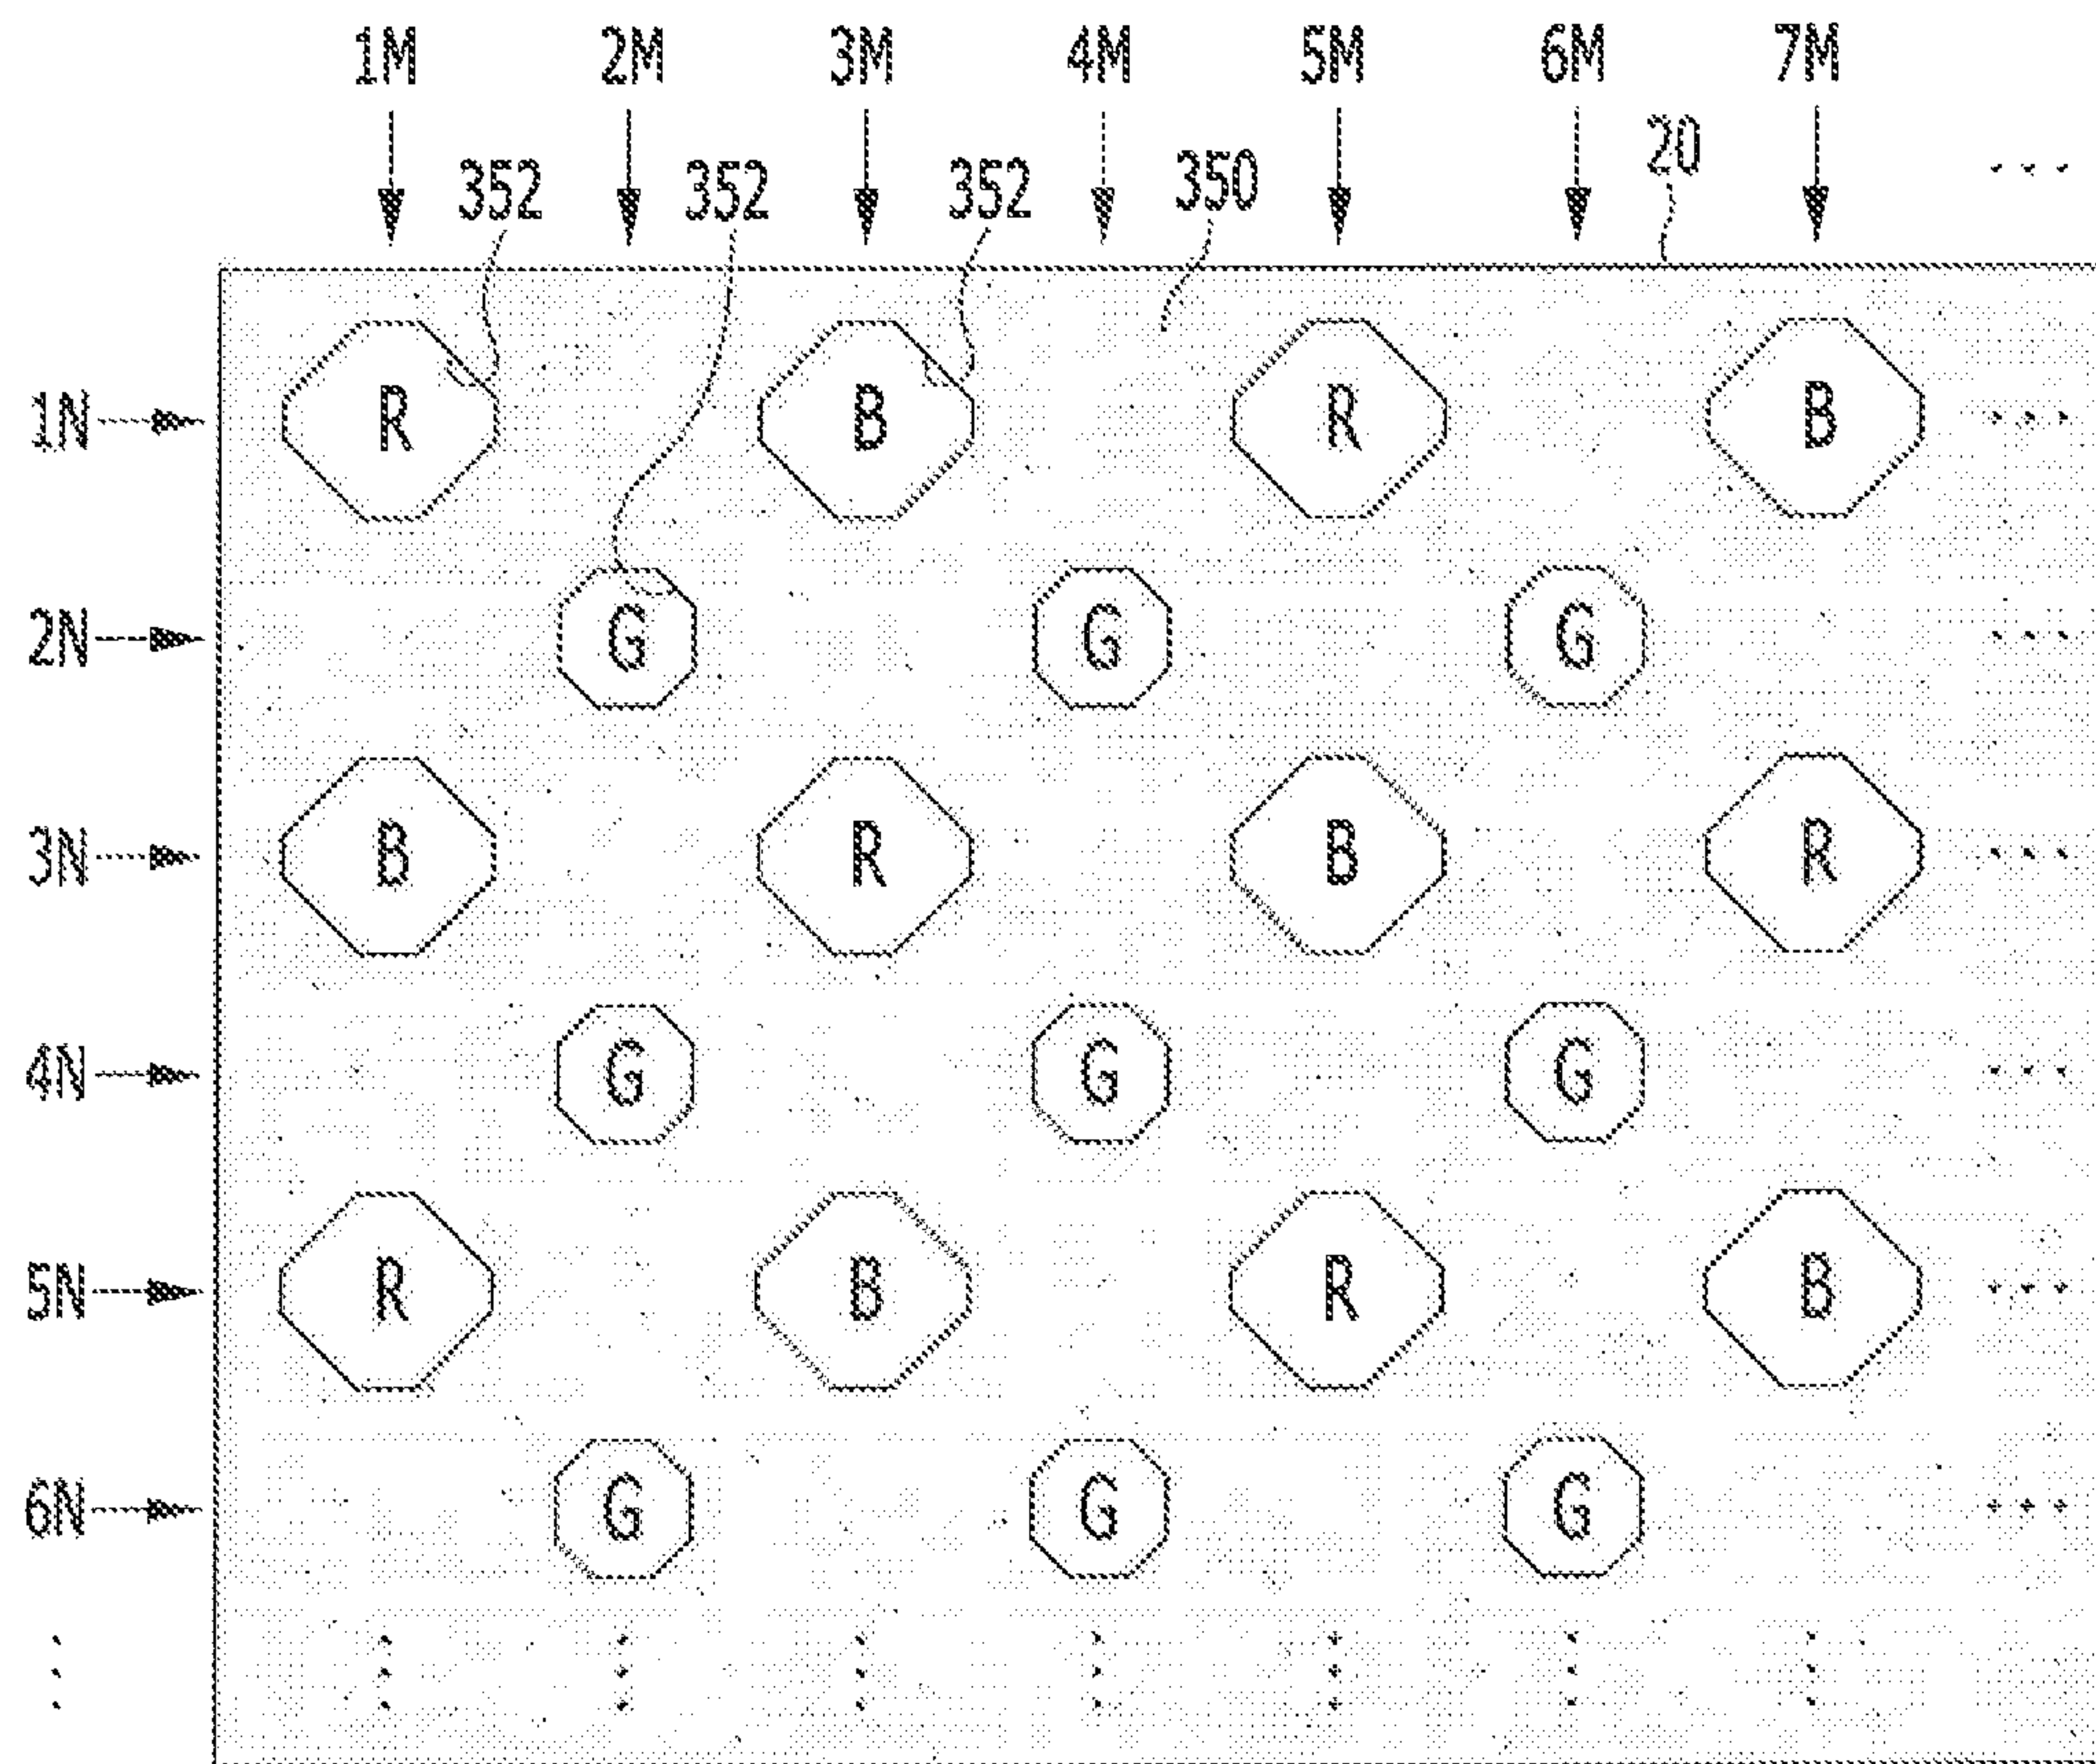 1M 2M 3M 4M 5M 6M 7M
352 352 352 350 20 ...
1N R B R B ...
2N G G G ...
3N B R B R ...
4N G G G ...
5N R B R B ...
6N G G G ...